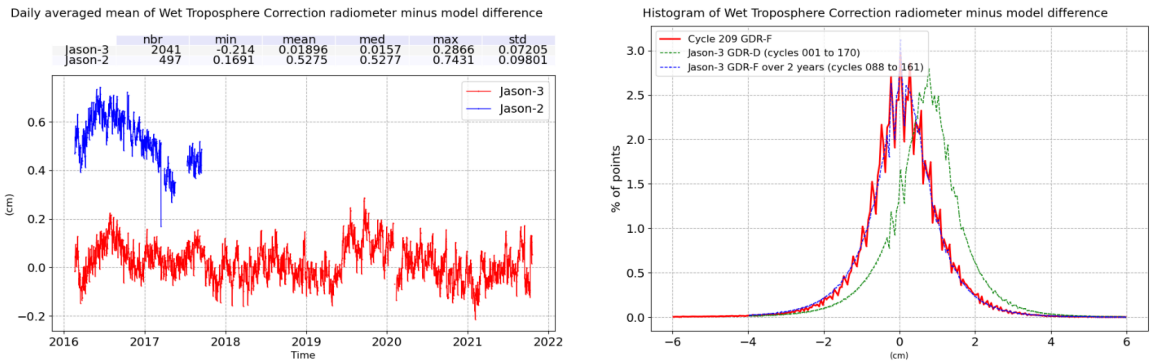 Daily averaged mean of Wet Troposphere Correction radiometer minus model difference
nbr min mean med max std
Jason-3 2041 -0.214 0.01896 0.0157 0.2866 0.07205
Jason-2 497 0.1691 0.5275 0.5277 0.7431 0.09801
Jason-3
Jason-2
0.6
0.4
0.2
0.0
−0.2
(cm)
2016 2017 2018 2019 2020 2021 2022
Time
Histogram of Wet Troposphere Correction radiometer minus model difference
Cycle 209 GDR-F
Jason-3 GDR-D (cycles 001 to 170)
Jason-3 GDR-F over 2 years (cycles 088 to 161)
3.0
2.5
2.0
1.5
1.0
0.5
0.0
% of points
−6 −4 −2 0 2 4 6
(cm)